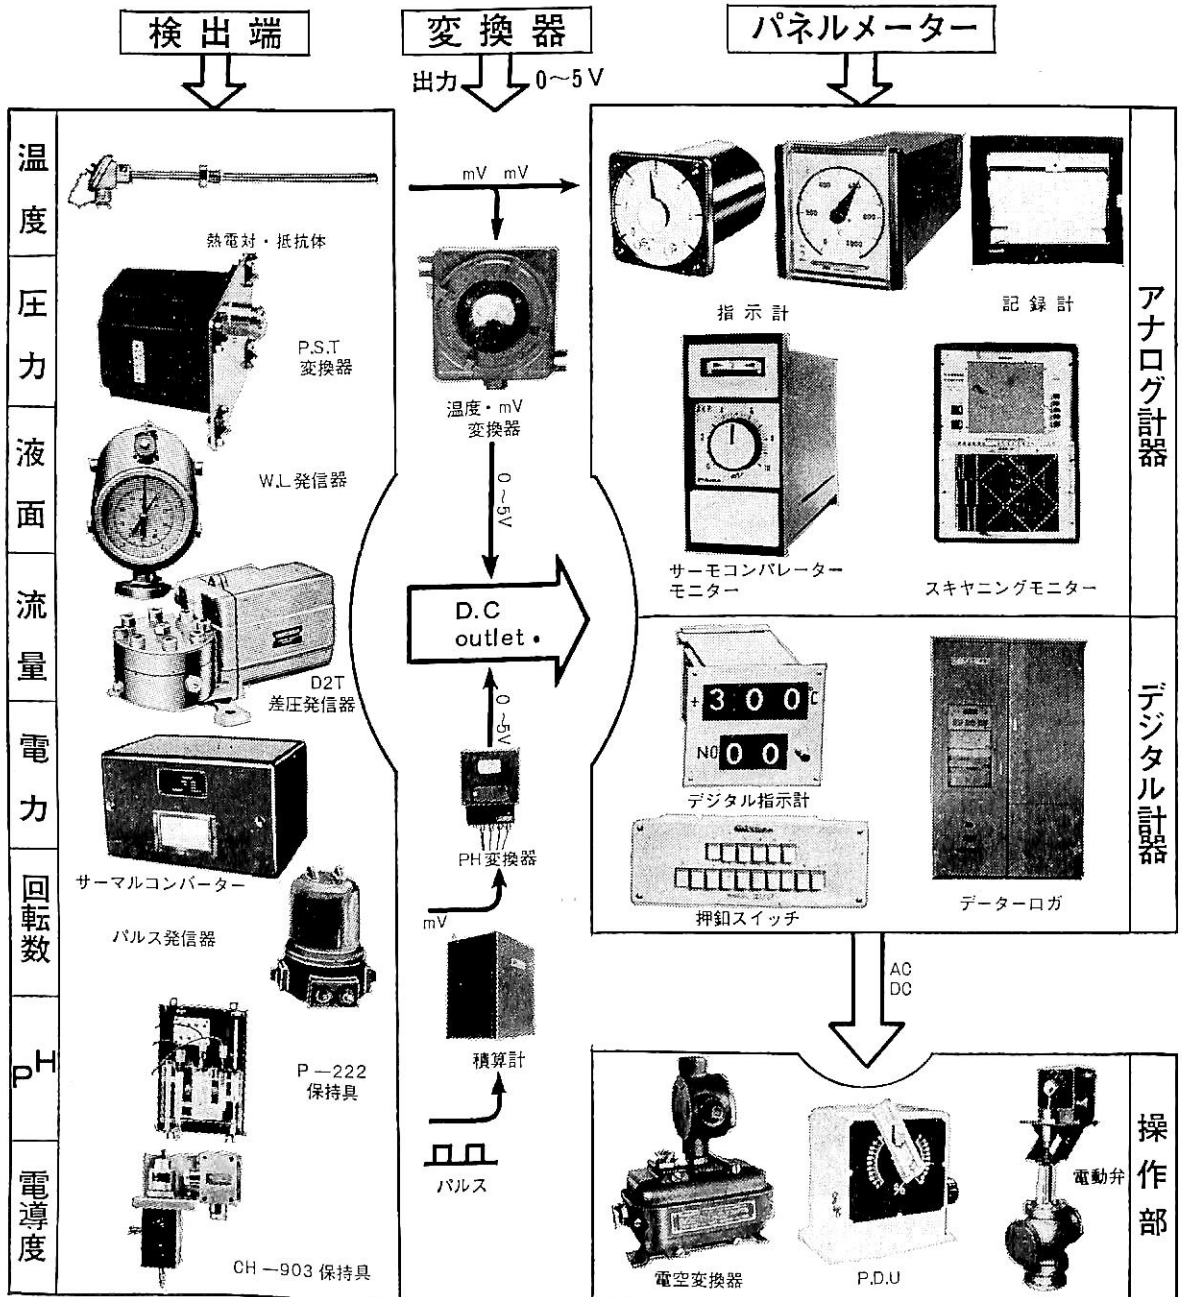 検出端
変換器
パネルメーター
出力 0〜5V
温度
熱電対・抵抗体
圧力
P.S.T
変換器
液面
W.L発信器
流量
D2T
差圧発信器
電力
サーマルコンバーター
回転数
パルス発信器
PH
P-222
保持具
電導度
CH-903保持具
mV mV
温度・mV
変換器
0〜5V
D.C
outlet.
0〜5V
PH変換器
mV
積算計
パルス
アナログ計器
指示計
記録計
サーモコンパレーター
モニター
スキヤニングモニター
デジタル計器
+300C
NO 00
デジタル指示計
押釦スイッチ
データーロガ
AC
DC
操作部
電空変換器
%
P.D.U
電動弁